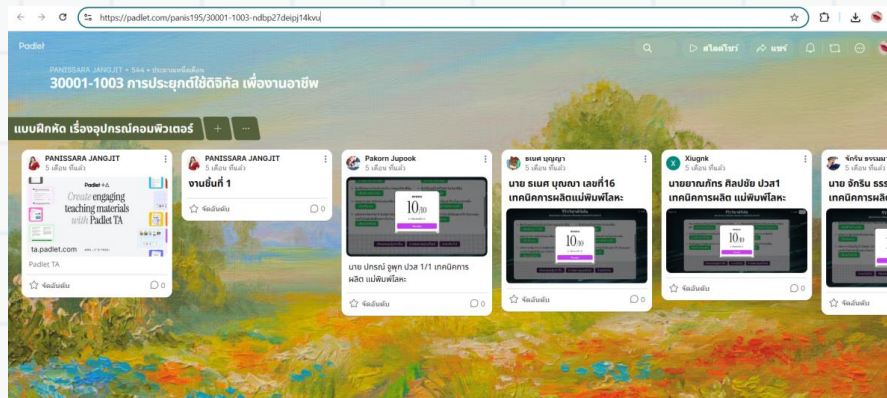 https://padlet.com/panis195/30001-1003-ndbp27deipj14kvu
Padlet
สไลด์โชว์
แชร์
PANISSARA JANGJIT • 544 • ประมาณหนึ่งเดือน
30001-1003 การประยุกต์ใช้ดิจิทัล เพื่องานอาชีพ
แบบฝึกหัด เรื่องอุปกรณ์คอมพิวเตอร์
PANISSARA JANGJIT
5 เดือน ที่แล้ว
Padlet TA
Create engaging
teaching materials
with Padlet TA
ta.padlet.com
Padlet TA
จัดอันดับ
0
PANISSARA JANGJIT
5 เดือน ที่แล้ว
งานชิ้นที่ 1
จัดอันดับ
0
Pakorn Jupook
5 เดือน ที่แล้ว
10/10
นาย ปกรณ์ จูพุก ปวส 1/1 เทคนิคการ
ผลิต แม่พิมพ์โลหะ
จัดอันดับ
0
ธเนศ บุญญา
5 เดือน ที่แล้ว
นาย ธเนศ บุญณา เลขที่16
เทคนิคการผลิตแม่พิมพ์โลหะ
10/10
จัดอันดับ
0
X
Xiugnk
5 เดือน ที่แล้ว
นายยาณภัทร ศิลปชัย ปวส1
เทคนิคการผลิตแม่พิมพ์โลหะ
10/10
จัดอันดับ
0
จักริน
5 เดือน ที่แล้ว
นาย จักริน
จัดอันดับ